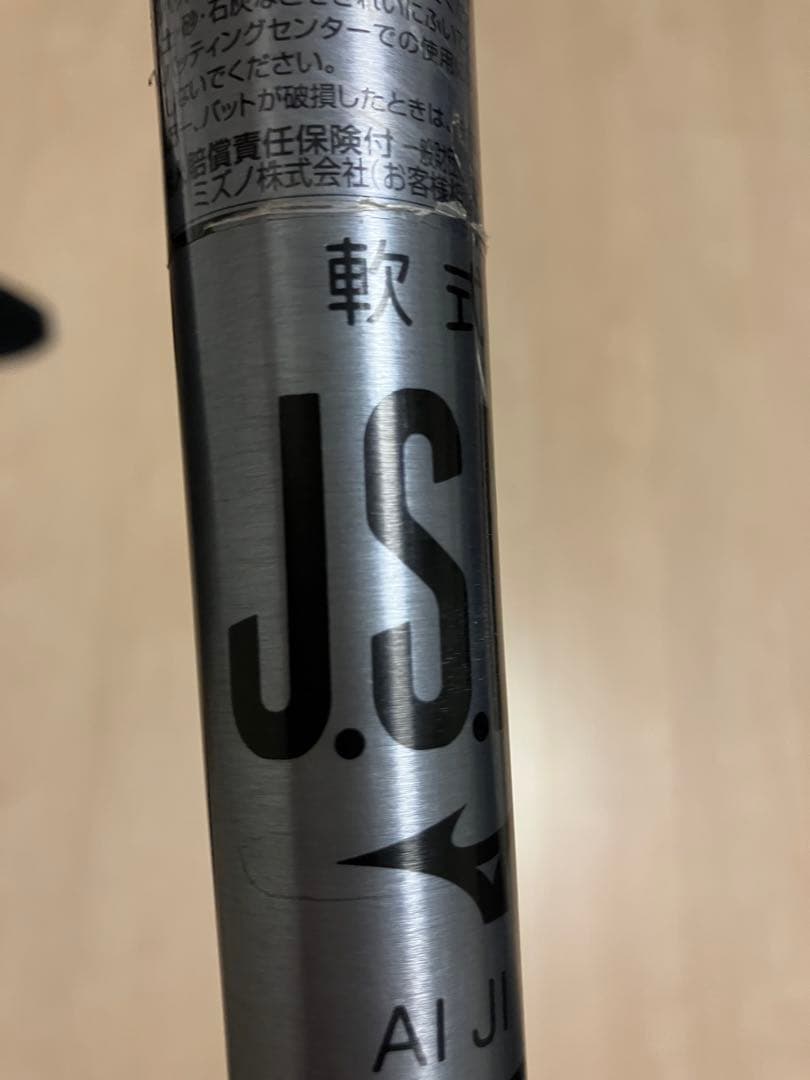 砂・石灰などをきれいにふい
ッティングセンターでの使用
しないでください。
バットが破損したときは、
賠償責任保険付
ミズノ株式会社(お客様
軟式
J.S.
AI JI